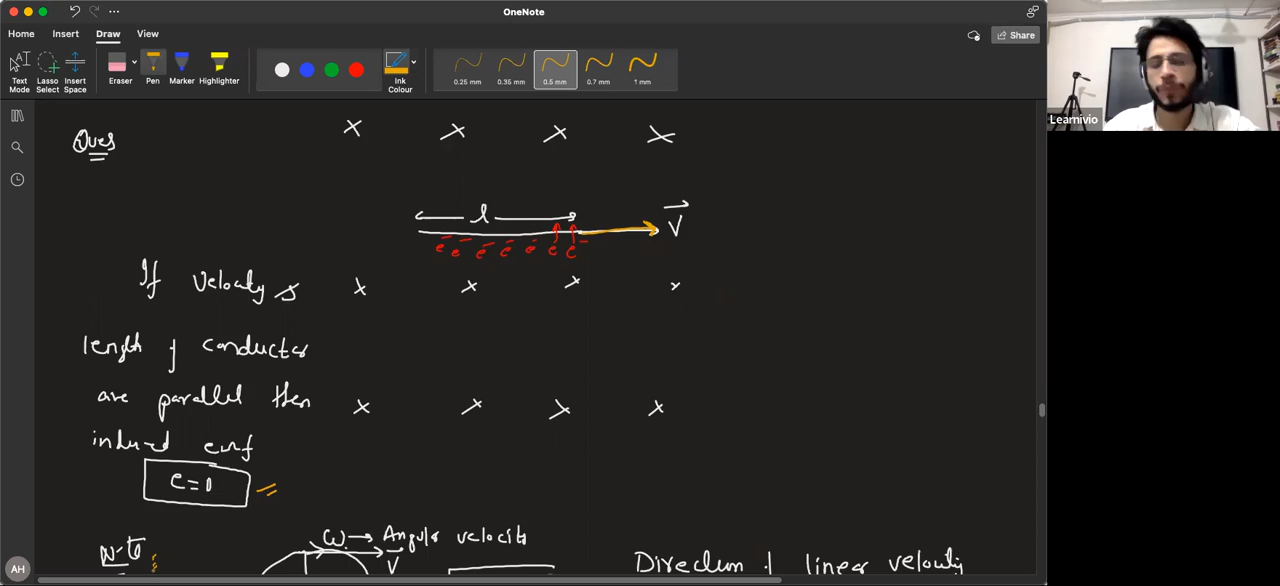 OneNote
Home Insert Draw View
Share
Text Mode
Lasso Select
Insert Space
Eraser
Pen
Marker
Highlighter
Ink Colour
0.25 mm
0.35 mm
0.5 mm
0.7 mm
1 mm
Learnivio
Ques
x x x x
l
V
e- e- e- e- e e e-
If Velocity &
x x x x
length of conductor
are parallel then
x x x x
induced emf
e = 0
Note
ω → Angular velocity
V
Direction of linear velocity
AH